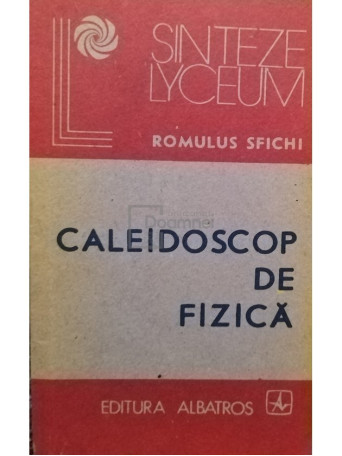 SINTEZE
LYCEUM
ROMULUS SFICHI
CALEIDOSCOP
DE
FIZICĂ
EDITURA ALBATROS